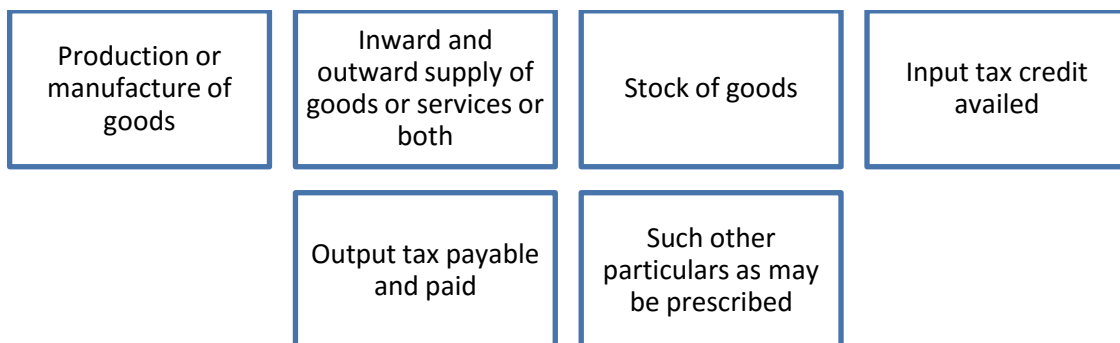 Production or
manufacture of
goods
Inward and
outward supply of
goods or services or
both
Stock of goods
Input tax credit
availed
Output tax payable
and paid
Such other
particulars as may
be prescribed